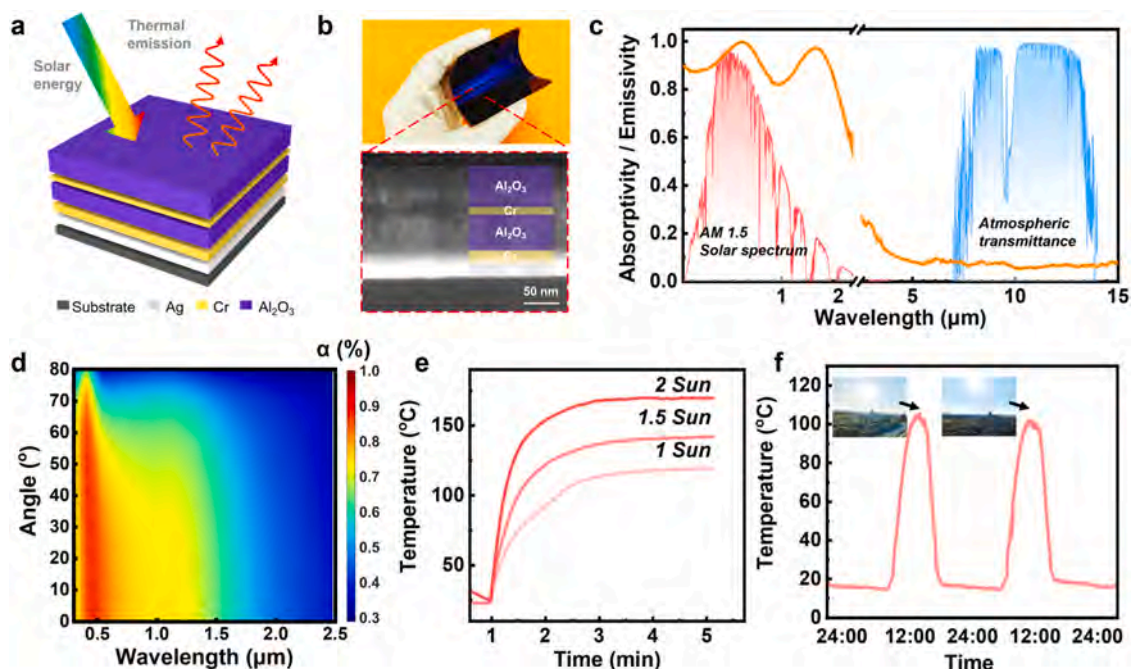 a
Thermal
emission
Solar
energy
Substrate
Ag
Cr
Al₂O₃
b
Al₂O₃
Cr
Al₂O₃
50 nm
c
Absorptivity / Emissivity
1.0
0.8
0.6
0.4
0.2
0.0
AM 1.5
Solar spectrum
Atmospheric
transmittance
1
2
5
10
15
Wavelength (μm)
d
α (%)
Angle (º)
80
70
60
50
40
30
20
10
0
0.5
1.0
1.5
2.0
2.5
Wavelength (μm)
1.0
0.9
0.8
0.7
0.6
0.5
0.4
0.3
e
Temperature (ºC)
150
100
50
2 Sun
1.5 Sun
1 Sun
1
2
3
4
5
Time (min)
f
Temperature (ºC)
120
100
80
60
40
20
0
24:00
12:00
24:00
12:00
24:00
Time